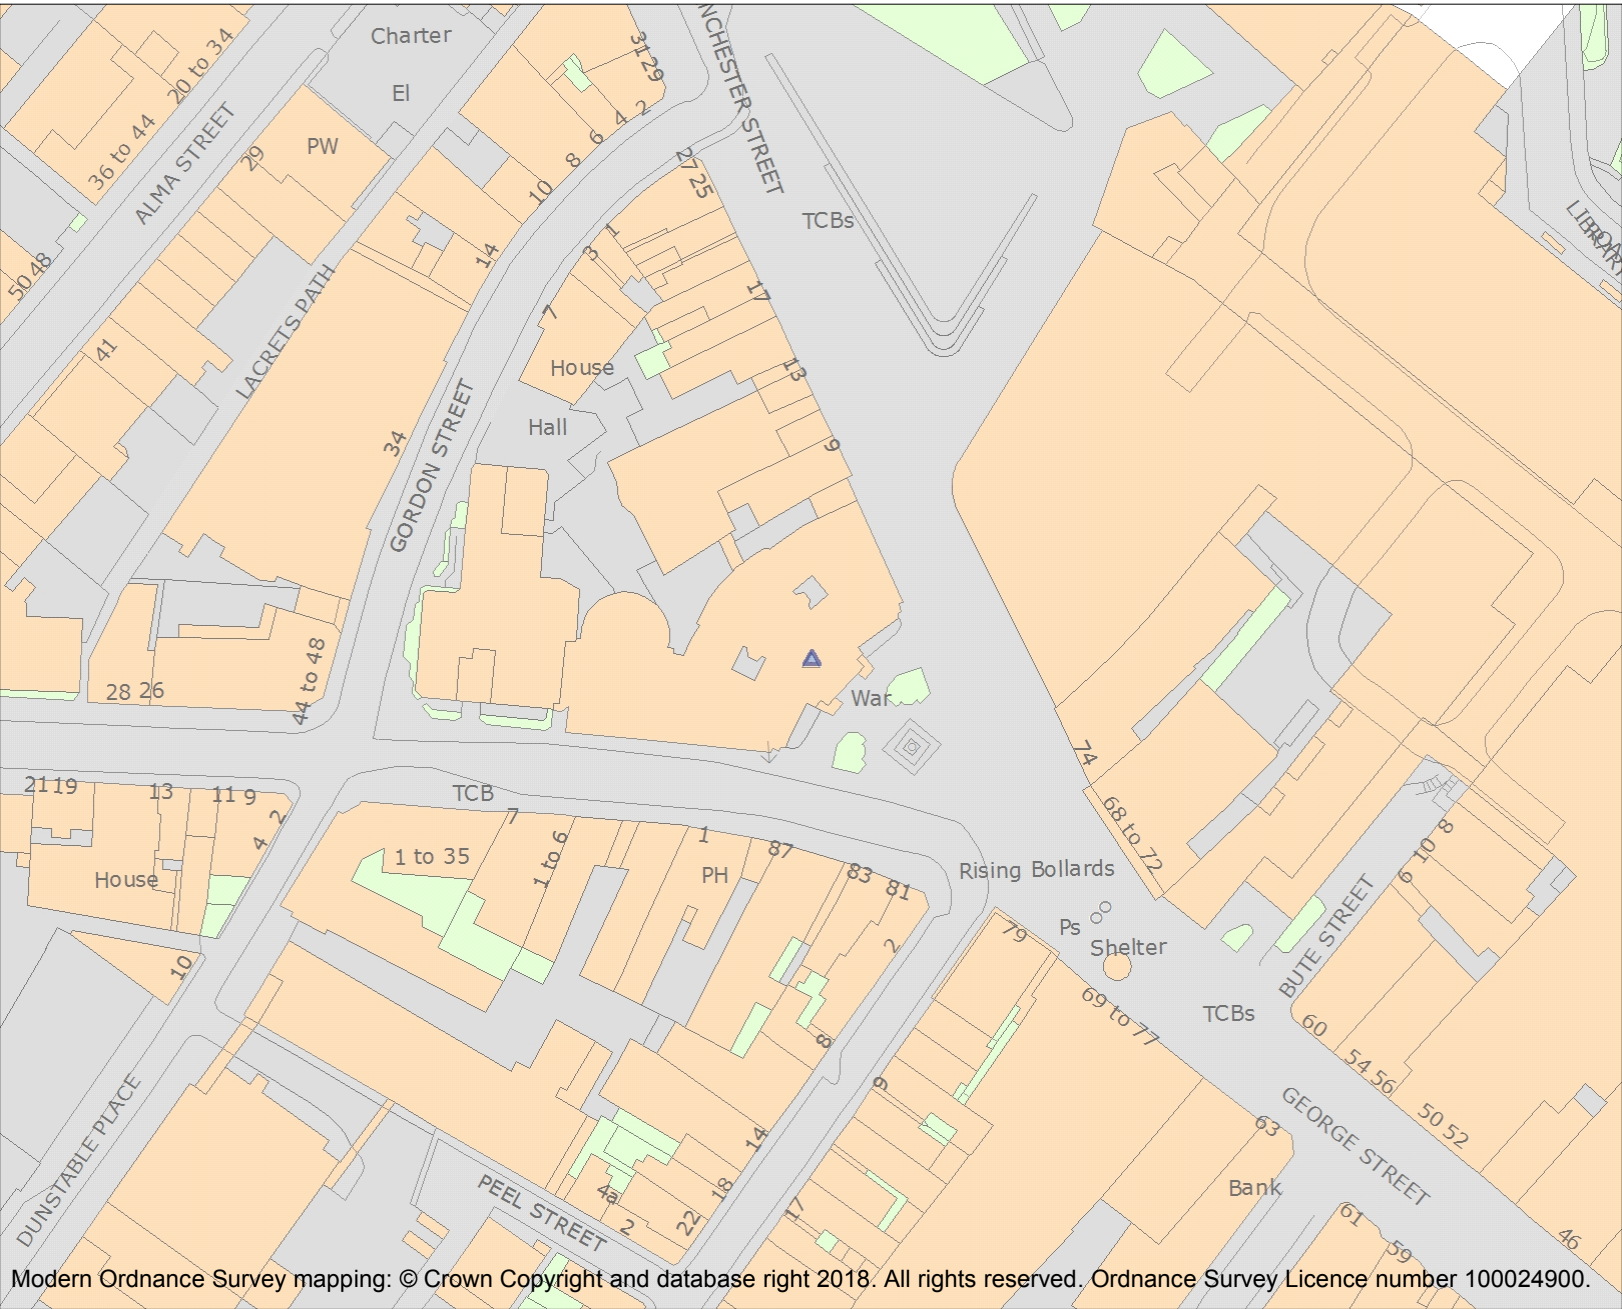 Charter
El
20 to 34
36 to 44
ALMA STREET
PW
29
5048
41
LACRETS PATH
3129
2
4
6
8
10
14
NCHESTER STREET
2725
TCBs
1
3
7
17
13
9
House
Hall
34
GORDON STREET
28 26
44 to 48
War
74
68 to 72
2119
13
11 9
2
4
House
10
TCB
7
1 to 35
1 to 6
1
PH
87
83
81
2
8
14
18
22
4a
2
Rising Bollards
Ps
Shelter
79
69 to 77
TCBs
BUTE STREET
6
10
8
60
54 56
50 52
GEORGE STREET
46
63
Bank
61
59
9
17
PEEL STREET
DUNSTABLE PLACE
Modern Ordnance Survey mapping: © Crown Copyright and database right 2018. All rights reserved. Ordnance Survey Licence number 100024900.